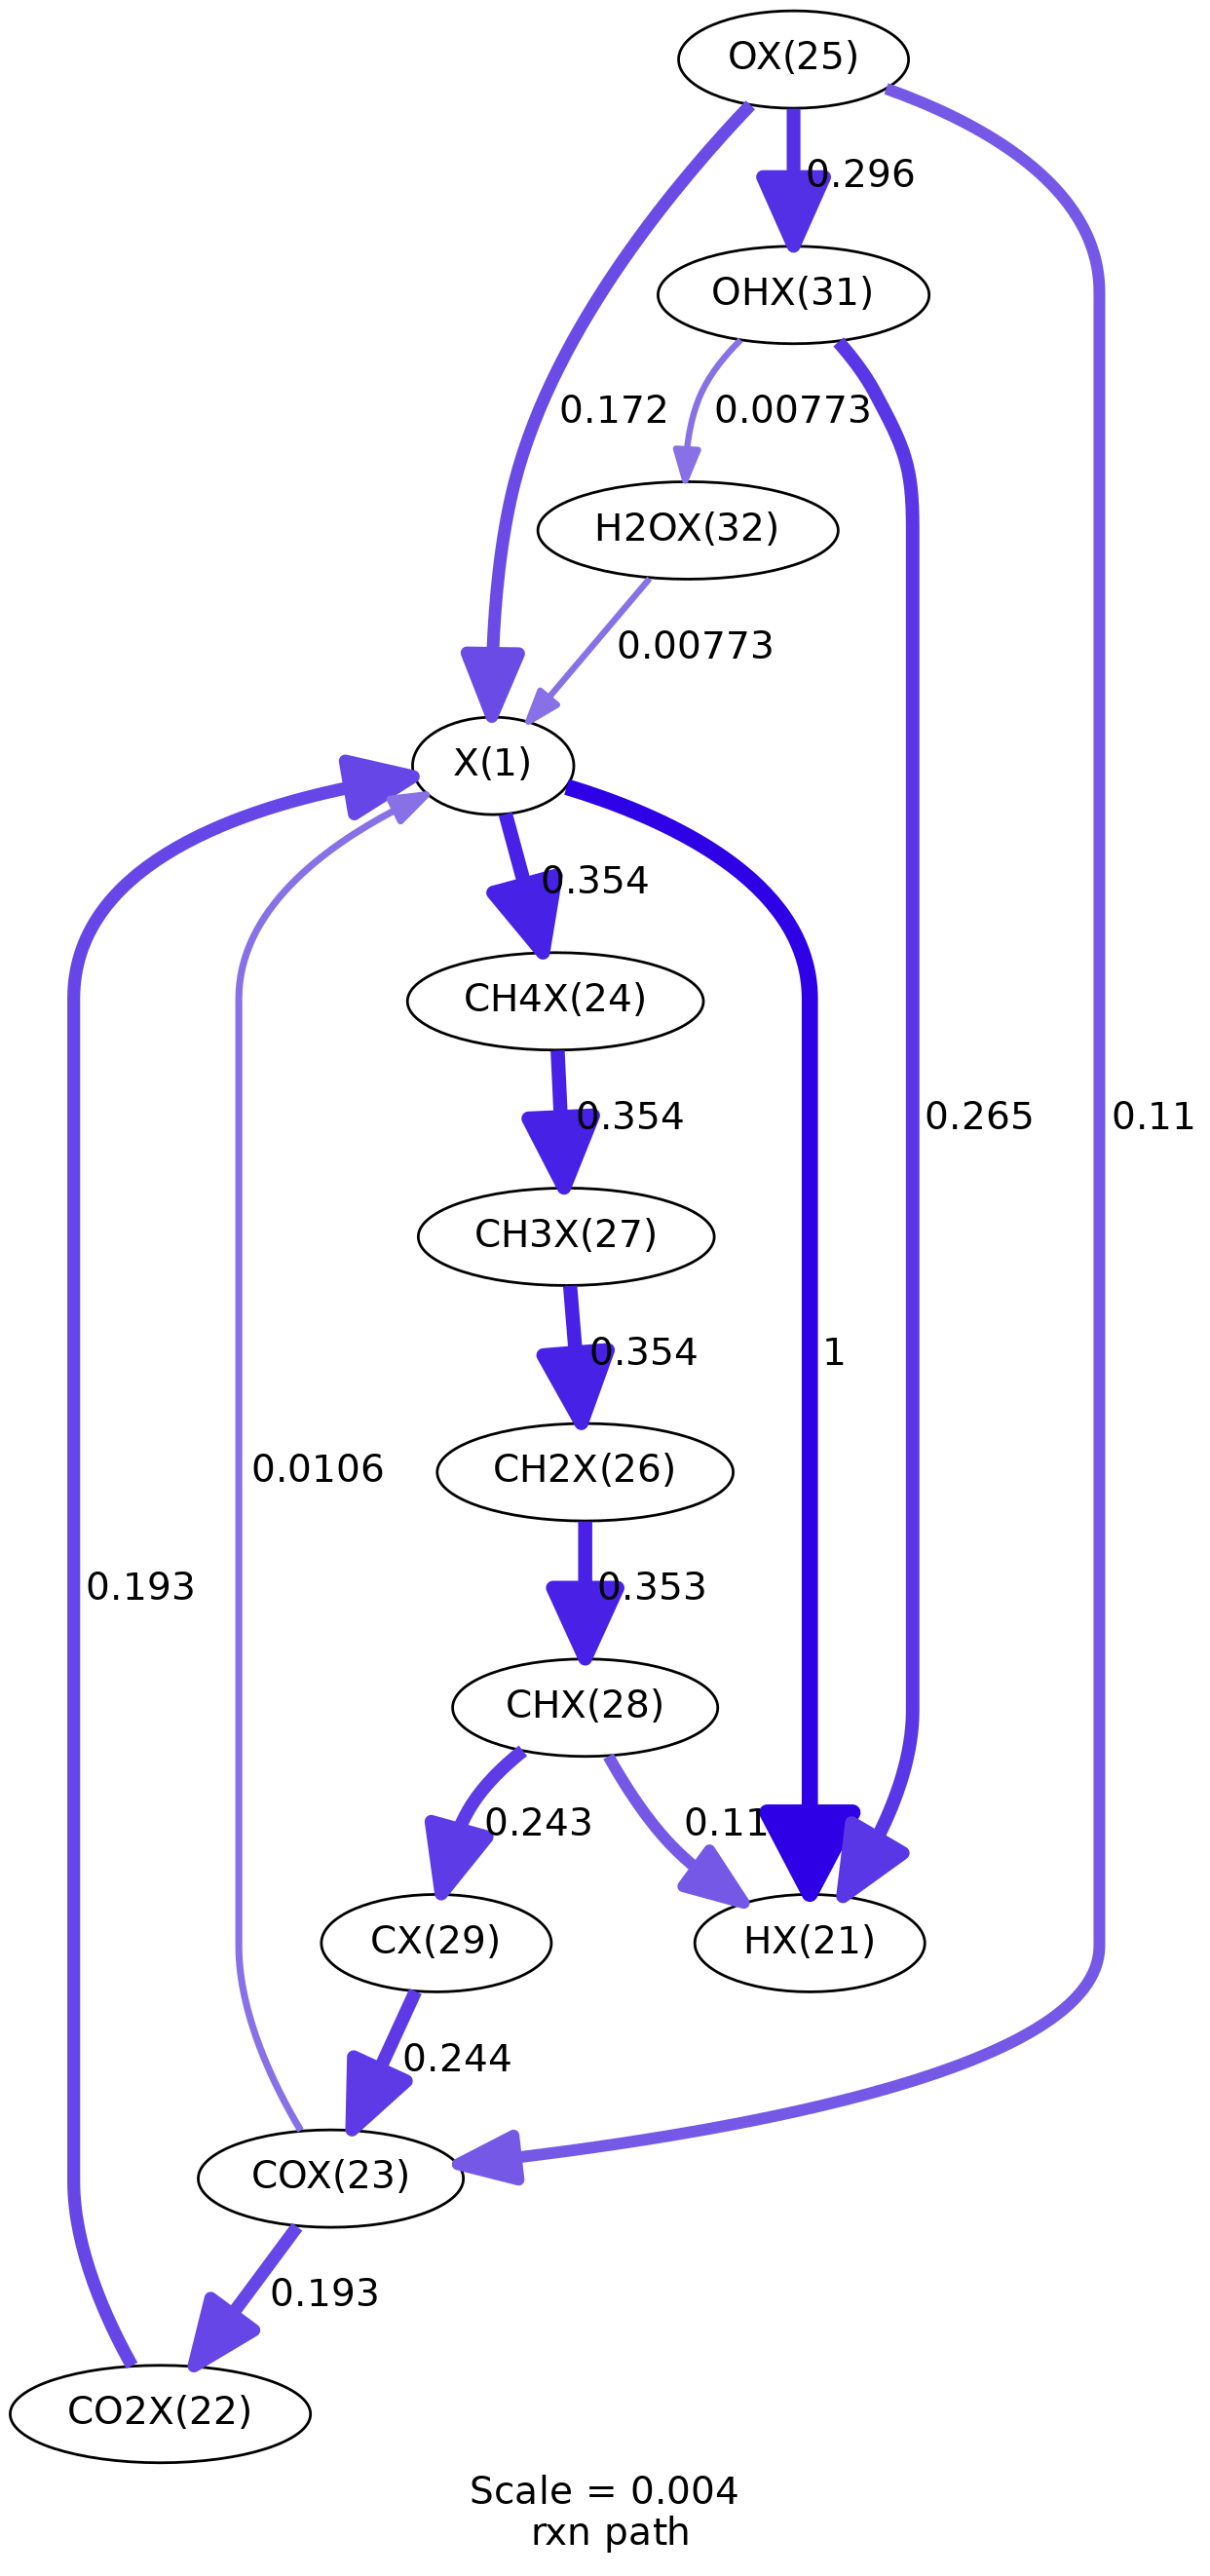 OX(25)
0.296
OHX(31)
0.172
0.00773
H2OX(32)
0.00773
X(1)
0.354
CH4X(24)
0.354
0.265
0.11
CH3X(27)
0.354
1
CH2X(26)
0.0106
0.193
0.353
CHX(28)
0.243
0.11
CX(29)
HX(21)
0.244
COX(23)
0.193
CO2X(22)
Scale = 0.004
rxn path